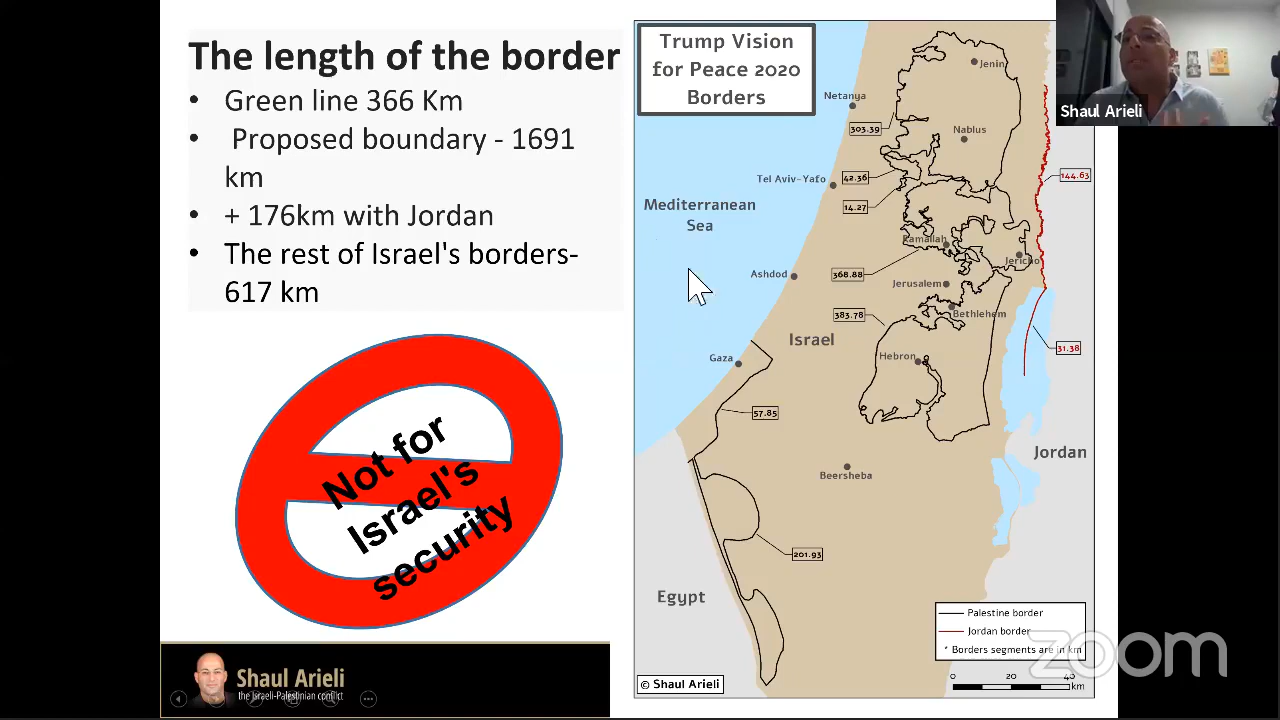 The length of the border
• Green line 366 Km
• Proposed boundary - 1691
km
• + 176km with Jordan
• The rest of Israel's borders-
617 km
Not for
Israel's
security
Shaul Arieli
the Israeli-Palestinian conflict
Trump Vision
for Peace 2020
Borders
Jenin
Netanya
303.39
Nablus
42.36
Tel Aviv-Yafo
144.63
Mediterranean
Sea
14.27
Ramallah
Jericho
Ashdod
368.88
Jerusalem
383.78
Bethlehem
Israel
31.38
Gaza
Hebron
57.85
Jordan
Beersheba
201.93
Egypt
Palestine border
Jordan border
* Borders segments are in km
0 20 40
km
© Shaul Arieli
Shaul Arieli
zoom